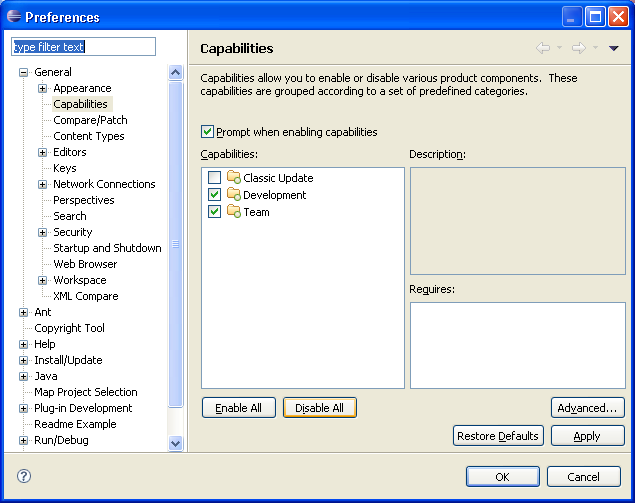 Preferences
type filter text
General
Appearance
Capabilities
Compare/Patch
Content Types
Editors
Keys
Network Connections
Perspectives
Search
Security
Startup and Shutdown
Web Browser
Workspace
XML Compare
Ant
Copyright Tool
Help
Install/Update
Java
Map Project Selection
Plug-in Development
Readme Example
Run/Debug
Capabilities
Capabilities allow you to enable or disable various product components. These
capabilities are grouped according to a set of predefined categories.
Prompt when enabling capabilities
Capabilities:
Classic Update
Development
Team
Description:
Requires:
Enable All
Disable All
Advanced...
Restore Defaults
Apply
?
OK
Cancel